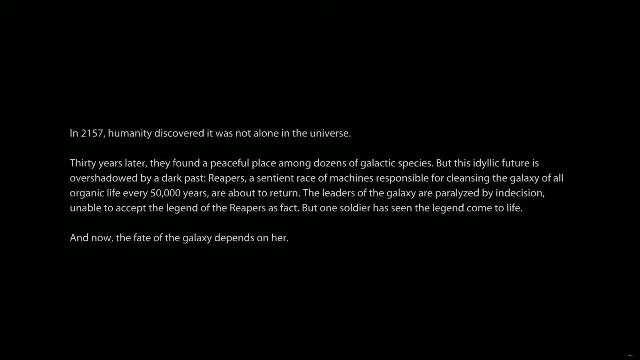 In 2157, humanity discovered it was not alone in the universe.
Thirty years later, they found a peaceful place among dozens of galactic species. But this idyllic future is
overshadowed by a dark past: Reapers, a sentient race of machines responsible for cleansing the galaxy of all
organic life every 50,000 years, are about to return. The leaders of the galaxy are paralyzed by indecision,
unable to accept the legend of the Reapers as fact. But one soldier has seen the legend come to life.
And now, the fate of the galaxy depends on her.